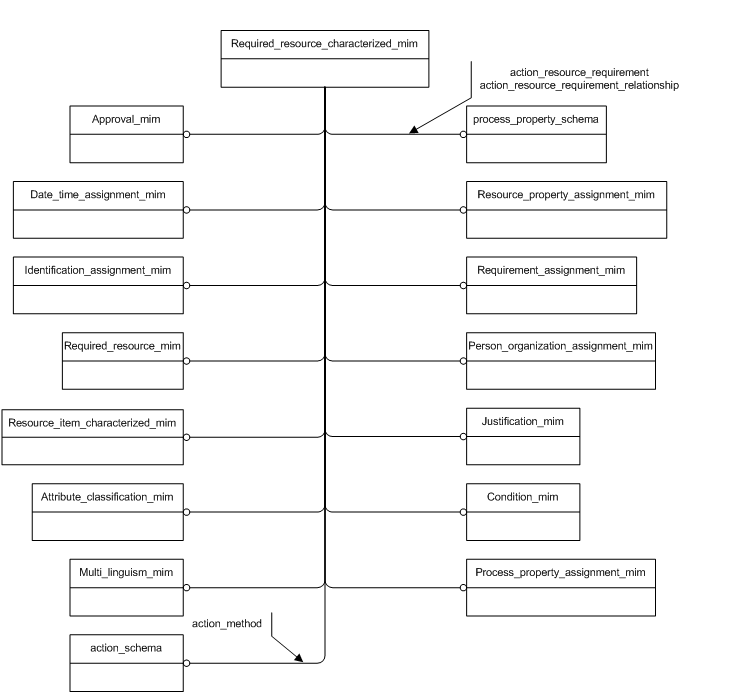 Required_resource_characterized_mim
action_resource_requirement
action_resource_requirement_relationship
Approval_mim
process_property_schema
Date_time_assignment_mim
Resource_property_assignment_mim
Identification_assignment_mim
Requirement_assignment_mim
Required_resource_mim
Person_organization_assignment_mim
Resource_item_characterized_mim
Justification_mim
Attribute_classification_mim
Condition_mim
Multi_linguism_mim
Process_property_assignment_mim
action_method
action_schema